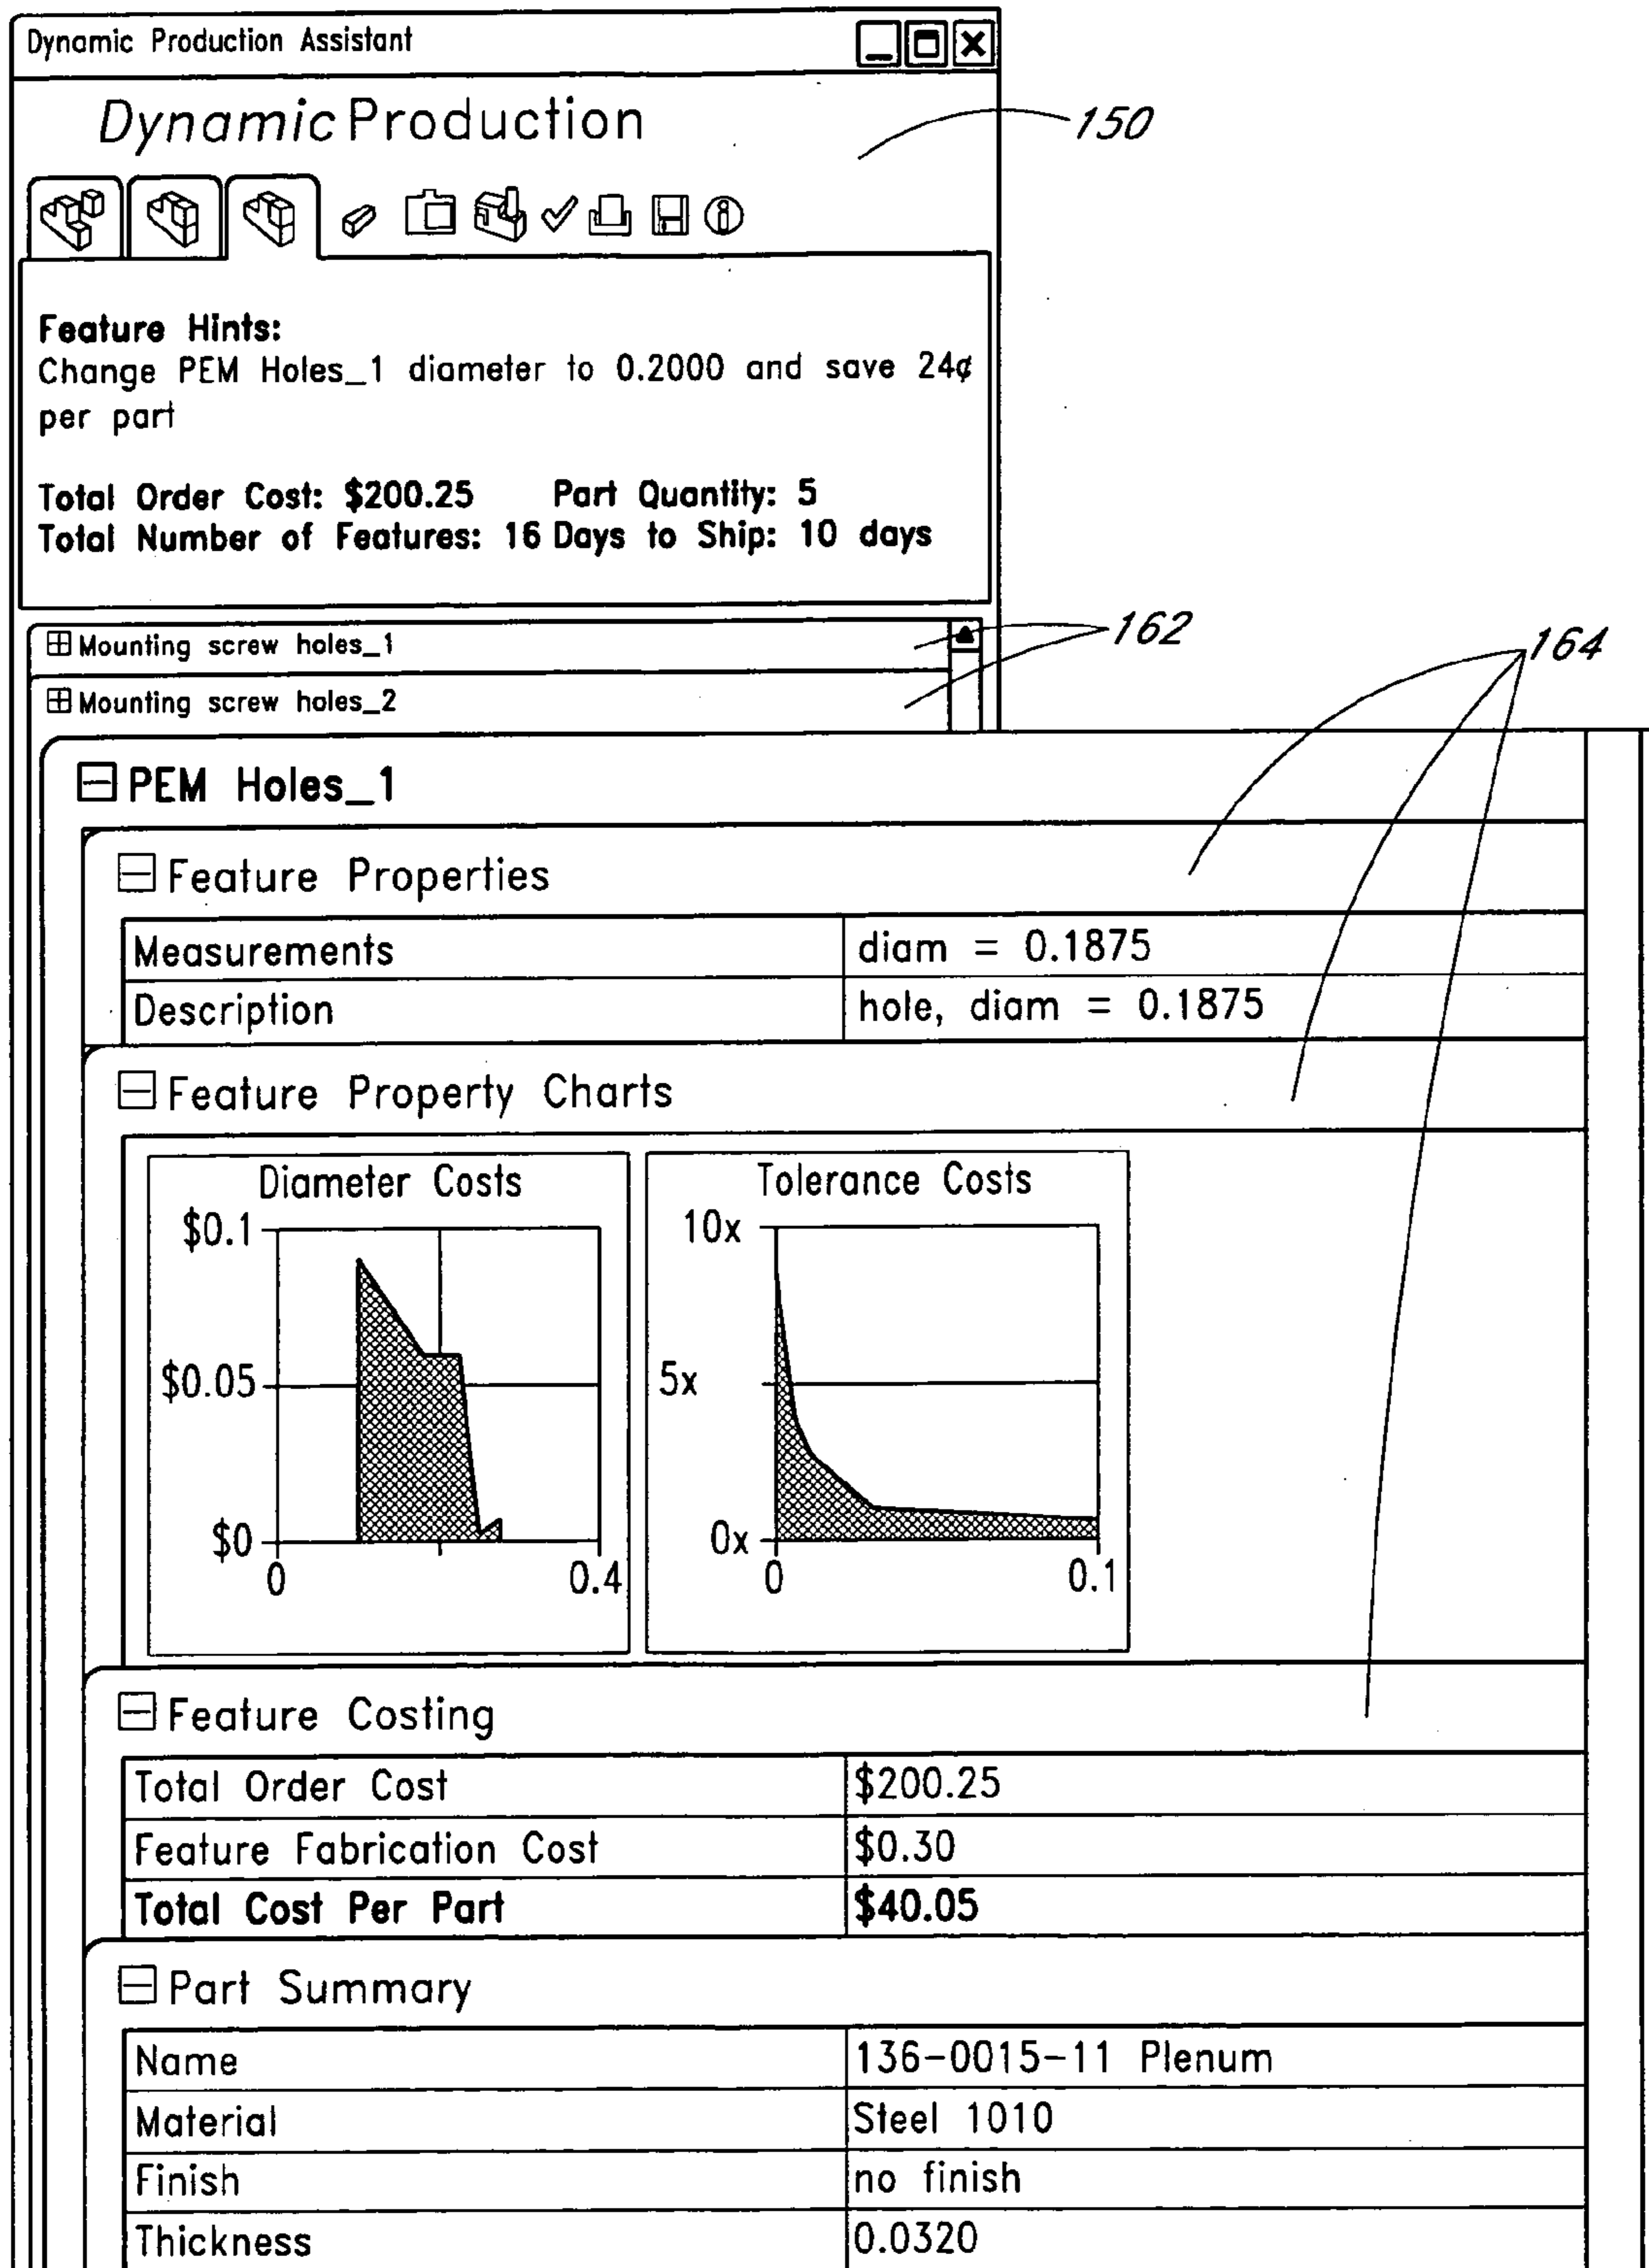 Dynamic Production Assistant
DynamicProduction
150
Feature Hints:
Change PEM Holes_1 diameter to 0.2000 and save 24¢
per part
Total Order Cost: $200.25 Part Quantity: 5
Total Number of Features: 16 Days to Ship: 10 days
Mounting screw holes_1
162
164
Mounting screw holes_2
PEM Holes_1
Feature Properties
Measurements diam = 0.1875
Description hole, diam = 0.1875
Feature Property Charts
Diameter Costs
$0.1
$0.05
$0
0 0.4
Tolerance Costs
10x
5x
0x
0 0.1
Feature Costing
Total Order Cost $200.25
Feature Fabrication Cost $0.30
Total Cost Per Part $40.05
Part Summary
Name 136-0015-11 Plenum
Material Steel 1010
Finish no finish
Thickness 0.0320